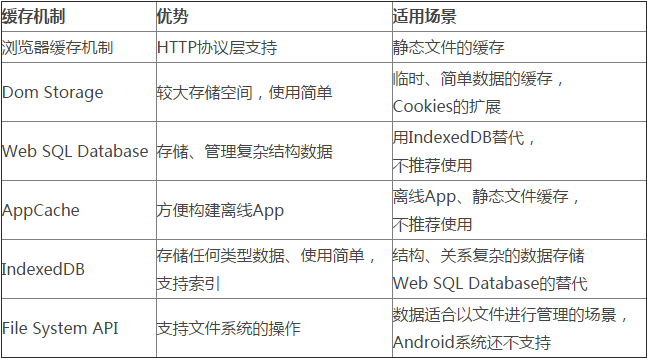 缓存机制 优势 适用场景
浏览器缓存机制 HTTP协议层支持 静态文件的缓存
Dom Storage 较大存储空间，使用简单 临时、简单数据的缓存，
Cookies的扩展
Web SQL Database 存储、管理复杂结构数据 用IndexedDB替代，
不推荐使用
AppCache 方便构建离线App 离线App、静态文件缓存，
不推荐使用
IndexedDB 存储任何类型数据、使用简单，
支持索引
结构、关系复杂的数据存储
Web SQL Database的替代
File System API 支持文件系统的操作 数据适合以文件进行管理的场景，
Android系统还不支持